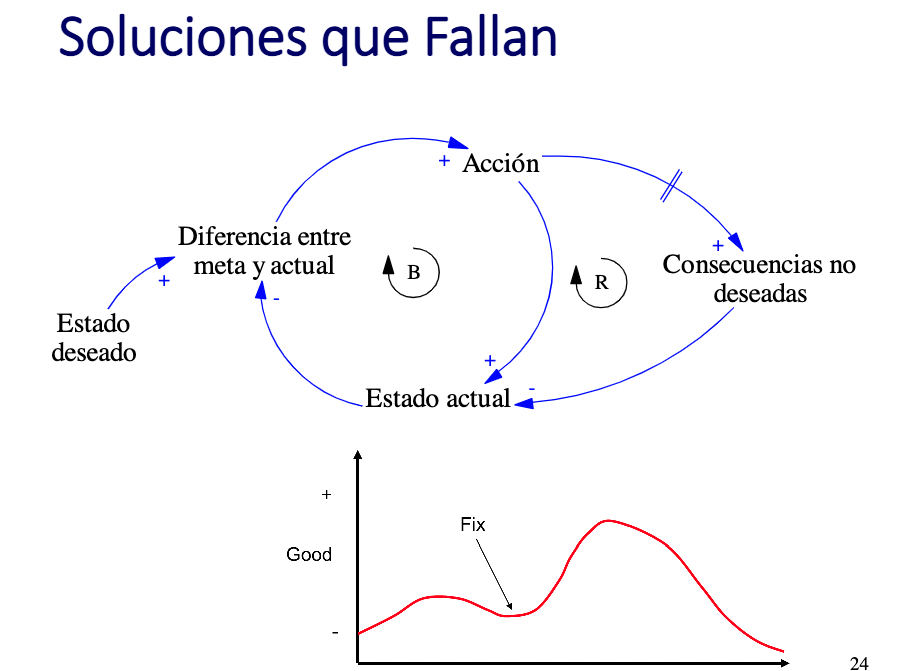 Soluciones que Fallan
+ Acción
+
Diferencia entre
meta y actual
Consecuencias no
deseadas
B
R
+
-
Estado
deseado
+
Estado actual
-
+
Fix
Good
-
24